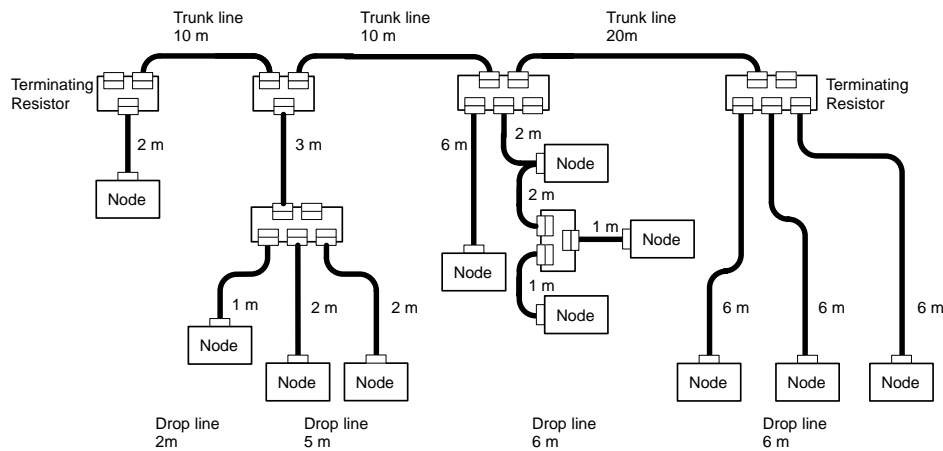 Trunk line
10 m
Trunk line
10 m
Trunk line
20m
Terminating
Resistor
Terminating
Resistor
2 m
3 m
6 m
2 m
Node
2 m
Node
1 m
Node
Node
1 m
Node
1 m
2 m
2 m
6 m
6 m
6 m
Node
Node
Node
Node
Node
Node
Drop line
2m
Drop line
5 m
Drop line
6 m
Drop line
6 m